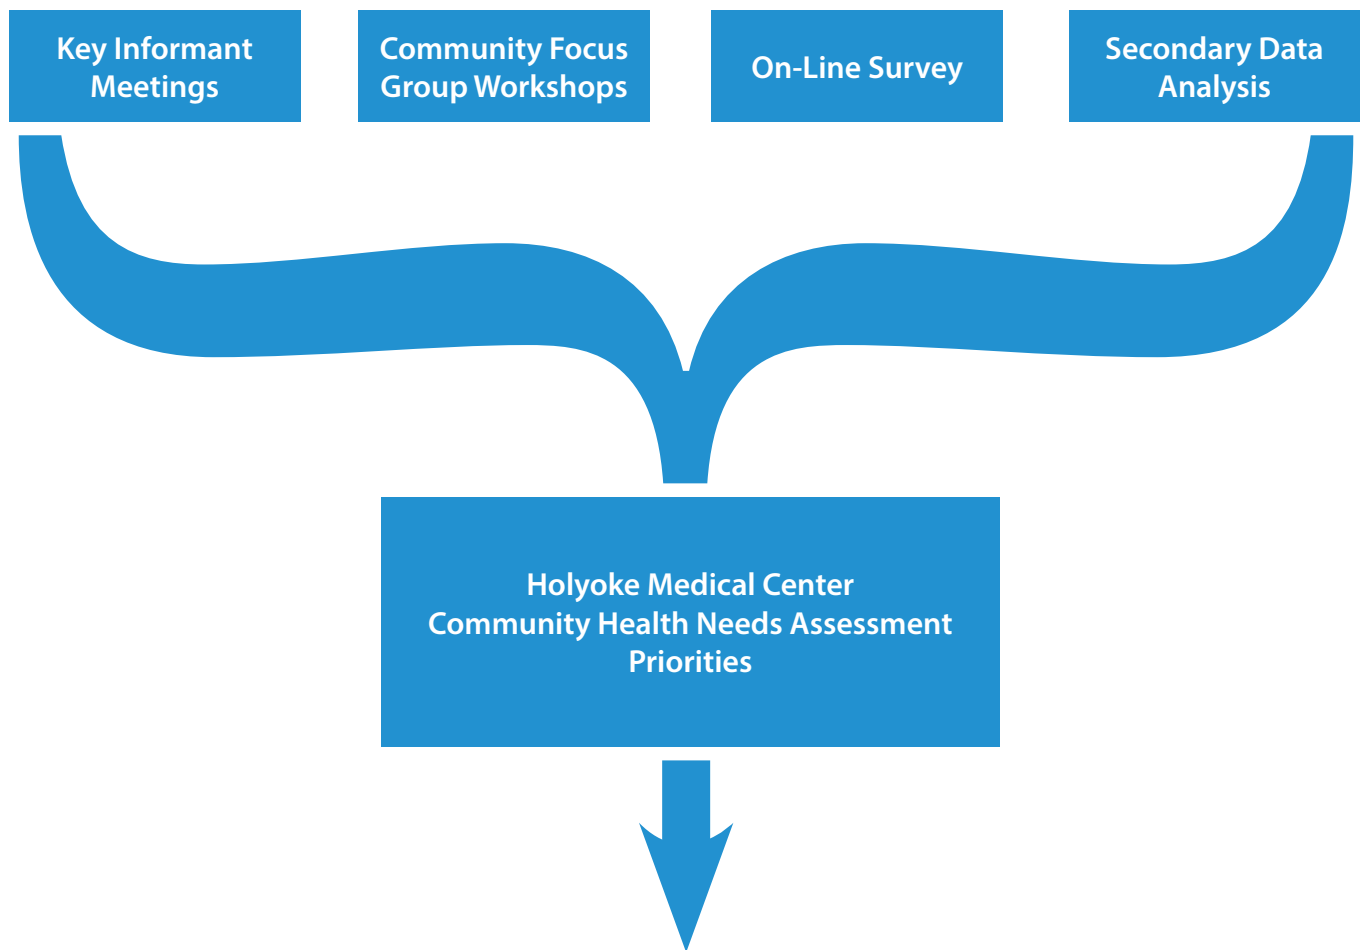 Key Informant
Meetings
Community Focus
Group Workshops
On-Line Survey
Secondary Data
Analysis
Holyoke Medical Center
Community Health Needs Assessment
Priorities